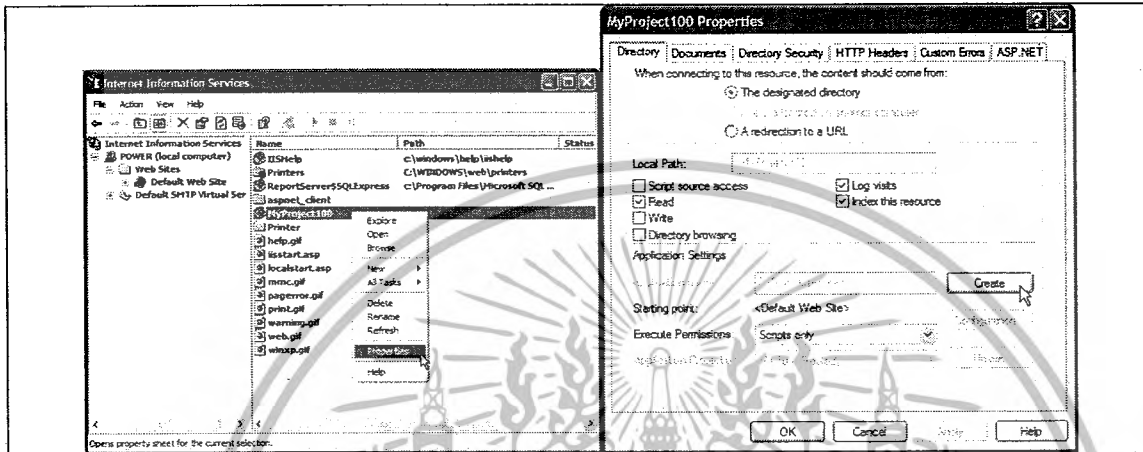 Internet Information Services
File Action View Help
Internet Information Services
POWER (local computer)
Web Sites
Default Web Site
Default SMTP Virtual Ser
Name Path Status
IISHelp c:\windows\help\iishelp
Printers C:\WINDOWS\web\printers
ReportServer$SQLExpress c:\Program Files\Microsoft SQL ...
aspnet_client
MyProject100
Printer
help.gif
iisstart.asp
localstart.asp
mmc.gif
pagerror.gif
print.gif
warning.gif
web.gif
winxp.gif
Explore
Open
Browse
New
All Tasks
Delete
Rename
Refresh
Properties
Help
Opens property sheet for the current selection.
MyProject100 Properties
Directory Documents Directory Security HTTP Headers Custom Errors ASP.NET
When connecting to this resource, the content should come from:
The designated directory
A redirection to a URL
Local Path:
Script source access
Read
Write
Directory browsing
Log visits
Index this resource
Application Settings
Create
Starting point: <Default Web Site>
Execute Permissions Scripts only
OK Cancel Help